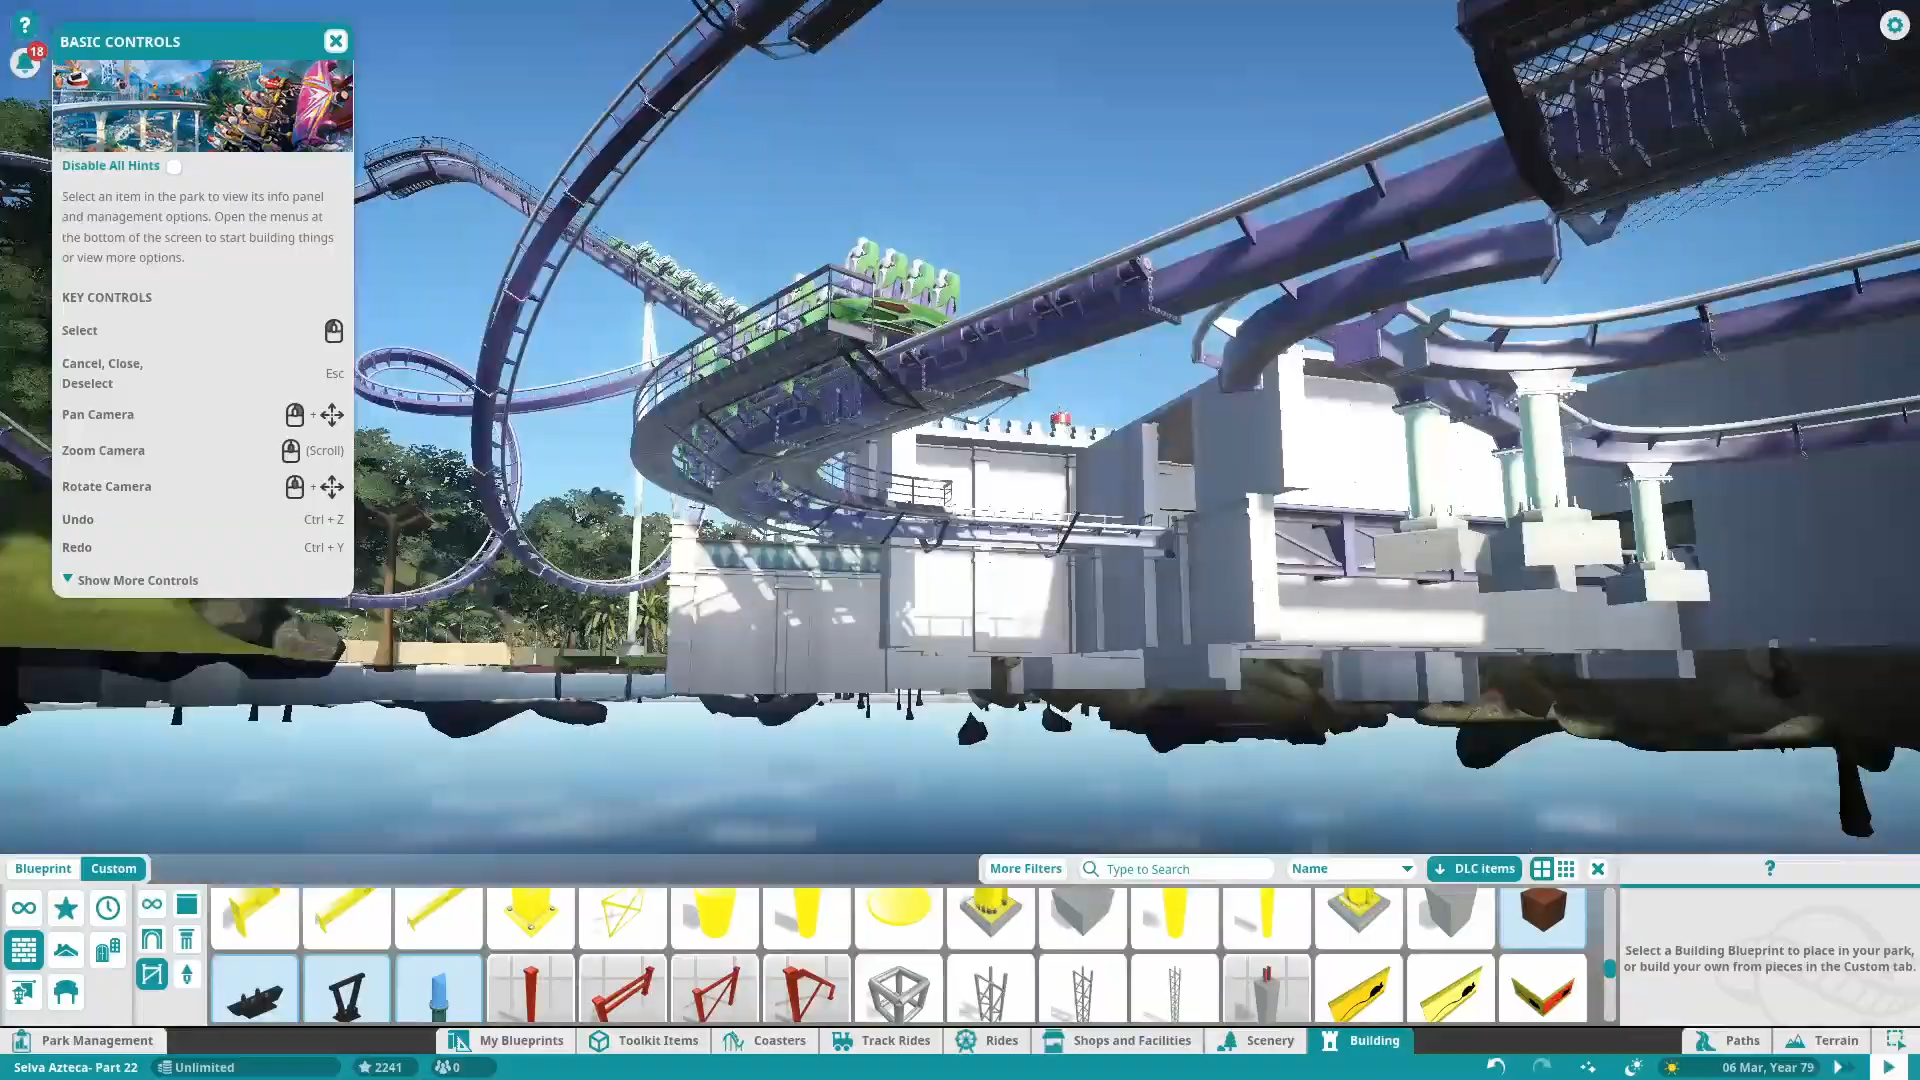 ?
18
BASIC CONTROLS
Disable All Hints
Select an item in the park to view its info panel
and management options. Open the menus at
the bottom of the screen to start building things
or view more options.
KEY CONTROLS
Select
Cancel, Close,
Deselect
Esc
Pan Camera
+
Zoom Camera
(Scroll)
Rotate Camera
+
Undo
Ctrl + Z
Redo
Ctrl + Y
Show More Controls
Blueprint
Custom
More Filters
Type to Search
Name
DLC items
?
Select a Building Blueprint to place in your park,
or build your own from pieces in the Custom tab.
Park Management
My Blueprints
Toolkit Items
Coasters
Track Rides
Rides
Shops and Facilities
Scenery
Building
Paths
Terrain
Selva Azteca- Part 22
Unlimited
2241
0
06 Mar, Year 79